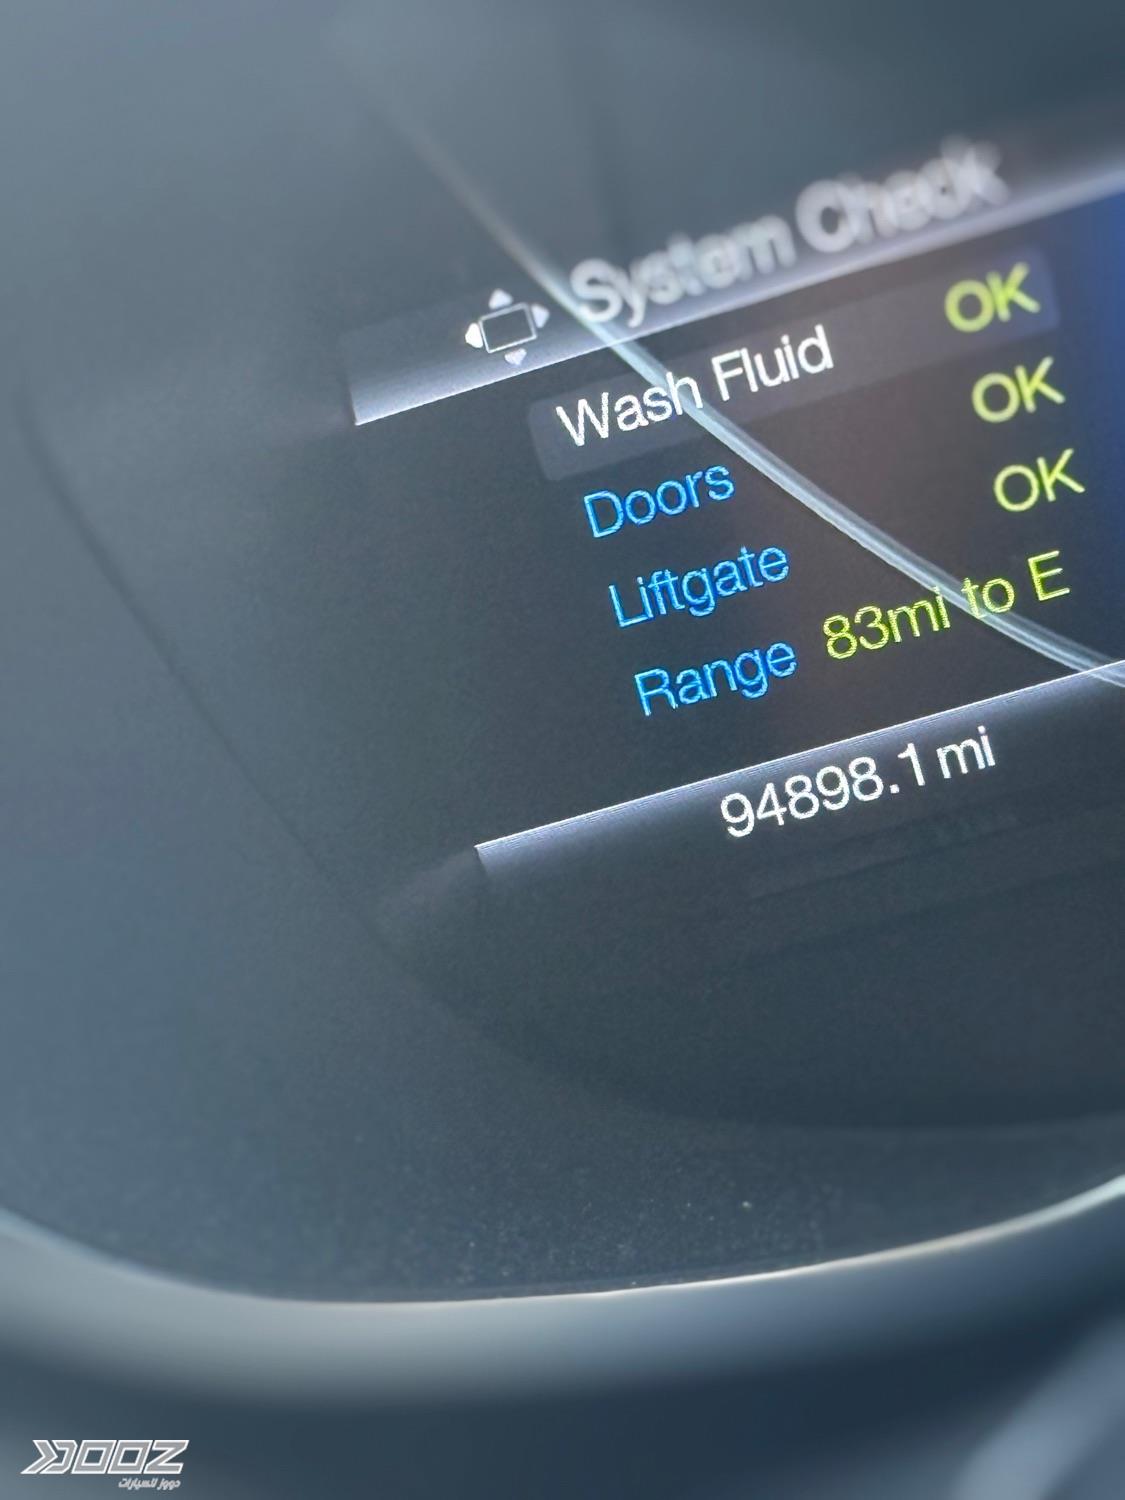 System Check
Wash Fluid OK
Doors OK
Liftgate OK
Range 83mi to E
94898.1 mi
DOOZ
دووز للسيارات